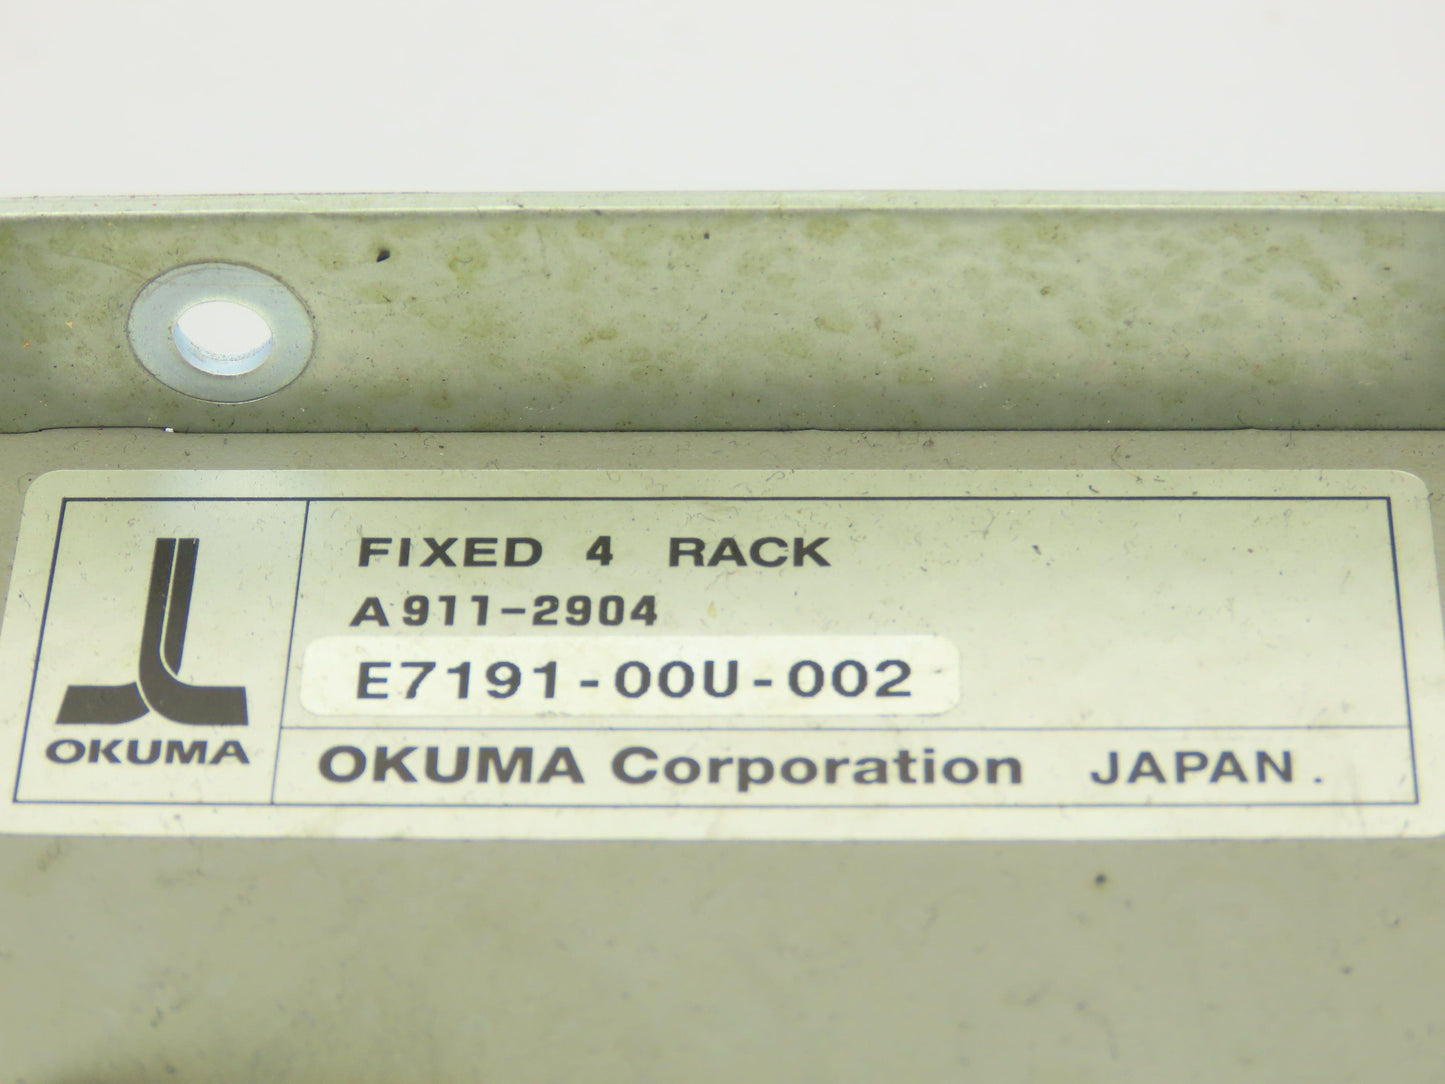 FIXED 4 RACK
A911-2904
E7191-00U-002
OKUMA
OKUMA Corporation JAPAN.